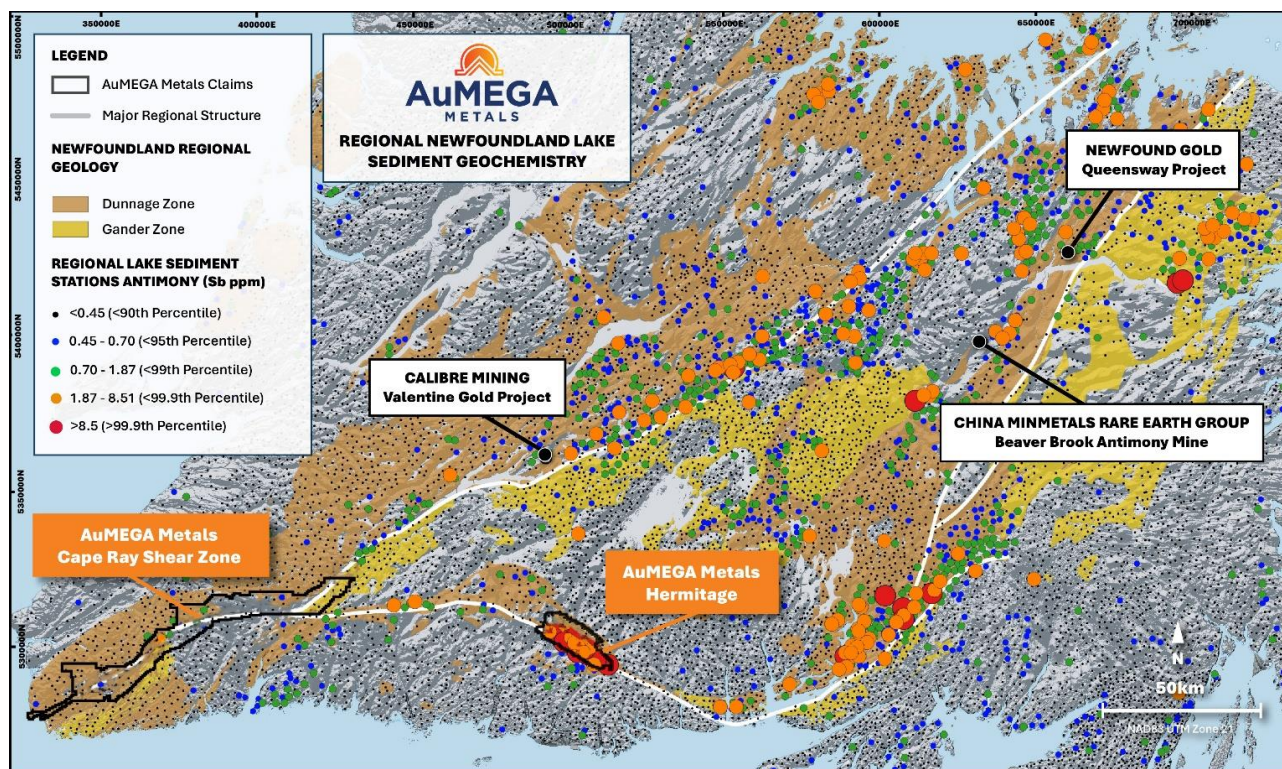 350000E
400000E
450000E
500000E
550000E
600000E
650000E
700000E
5500000N
5450000N
5400000N
5350000N
5300000N
LEGEND
AuMEGA Metals Claims
Major Regional Structure
NEWFOUNDLAND REGIONAL
GEOLOGY
Dunnage Zone
Gander Zone
REGIONAL LAKE SEDIMENT
STATIONS ANTIMONY (Sb ppm)
<0.45 (<90th Percentile)
0.45 - 0.70 (<95th Percentile)
0.70 - 1.87 (<99th Percentile)
1.87 - 8.51 (<99.9th Percentile)
>8.5 (>99.9th Percentile)
AuMEGA
METALS
REGIONAL NEWFOUNDLAND LAKE
SEDIMENT GEOCHEMISTRY
NEWFOUND GOLD
Queensway Project
CALIBRE MINING
Valentine Gold Project
CHINA MINMETALS RARE EARTH GROUP
Beaver Brook Antimony Mine
AuMEGA Metals
Cape Ray Shear Zone
AuMEGA Metals
Hermitage
N
50km
NAD83 UTM Zone 21